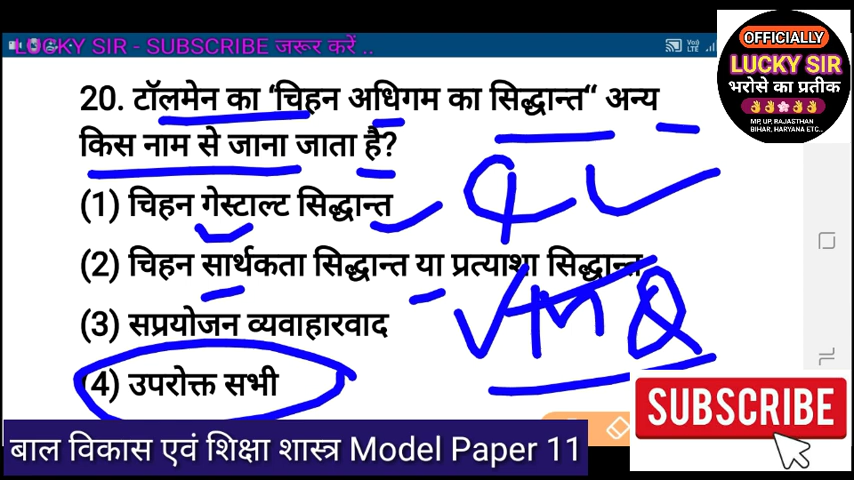 LUCKY SIR - SUBSCRIBE जरूर करें ..
OFFICIALLY
LUCKY SIR
भरोसे का प्रतीक
MP, UP, RAJASTHAN
BIHAR, HARYANA ETC..
20. टॉलमेन का ‘चिहन अधिगम का सिद्धान्त“ अन्य
किस नाम से जाना जाता है?
(1) चिहन गेस्टाल्ट सिद्धान्त
(2) चिहन सार्थकता सिद्धान्त या प्रत्याशा सिद्धान्त
(3) सप्रयोजन व्यवाहारवाद
(4) उपरोक्त सभी
SUBSCRIBE
बाल विकास एवं शिक्षा शास्त्र Model Paper 11